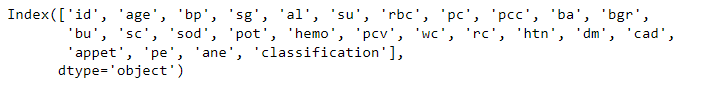 Index(['id', 'age', 'bp', 'sg', 'al', 'su', 'rbc', 'pc', 'pcc', 'ba', 'bgr',
'bu', 'sc', 'sod', 'pot', 'hemo', 'pcv', 'wc', 'rc', 'htn', 'dm', 'cad',
'appet', 'pe', 'ane', 'classification'],
dtype='object')